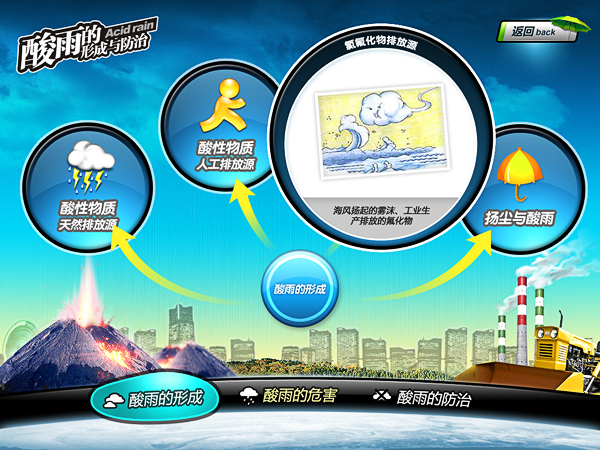 酸雨的
Acid rain
形成与防治
返回 back
氯氟化物排放源
酸性物质
人工排放源
酸性物质
天然排放源
海风扬起的雾沫、工业生
产排放的氟化物
扬尘与酸雨
酸雨的形成
酸雨的形成
酸雨的危害
酸雨的防治